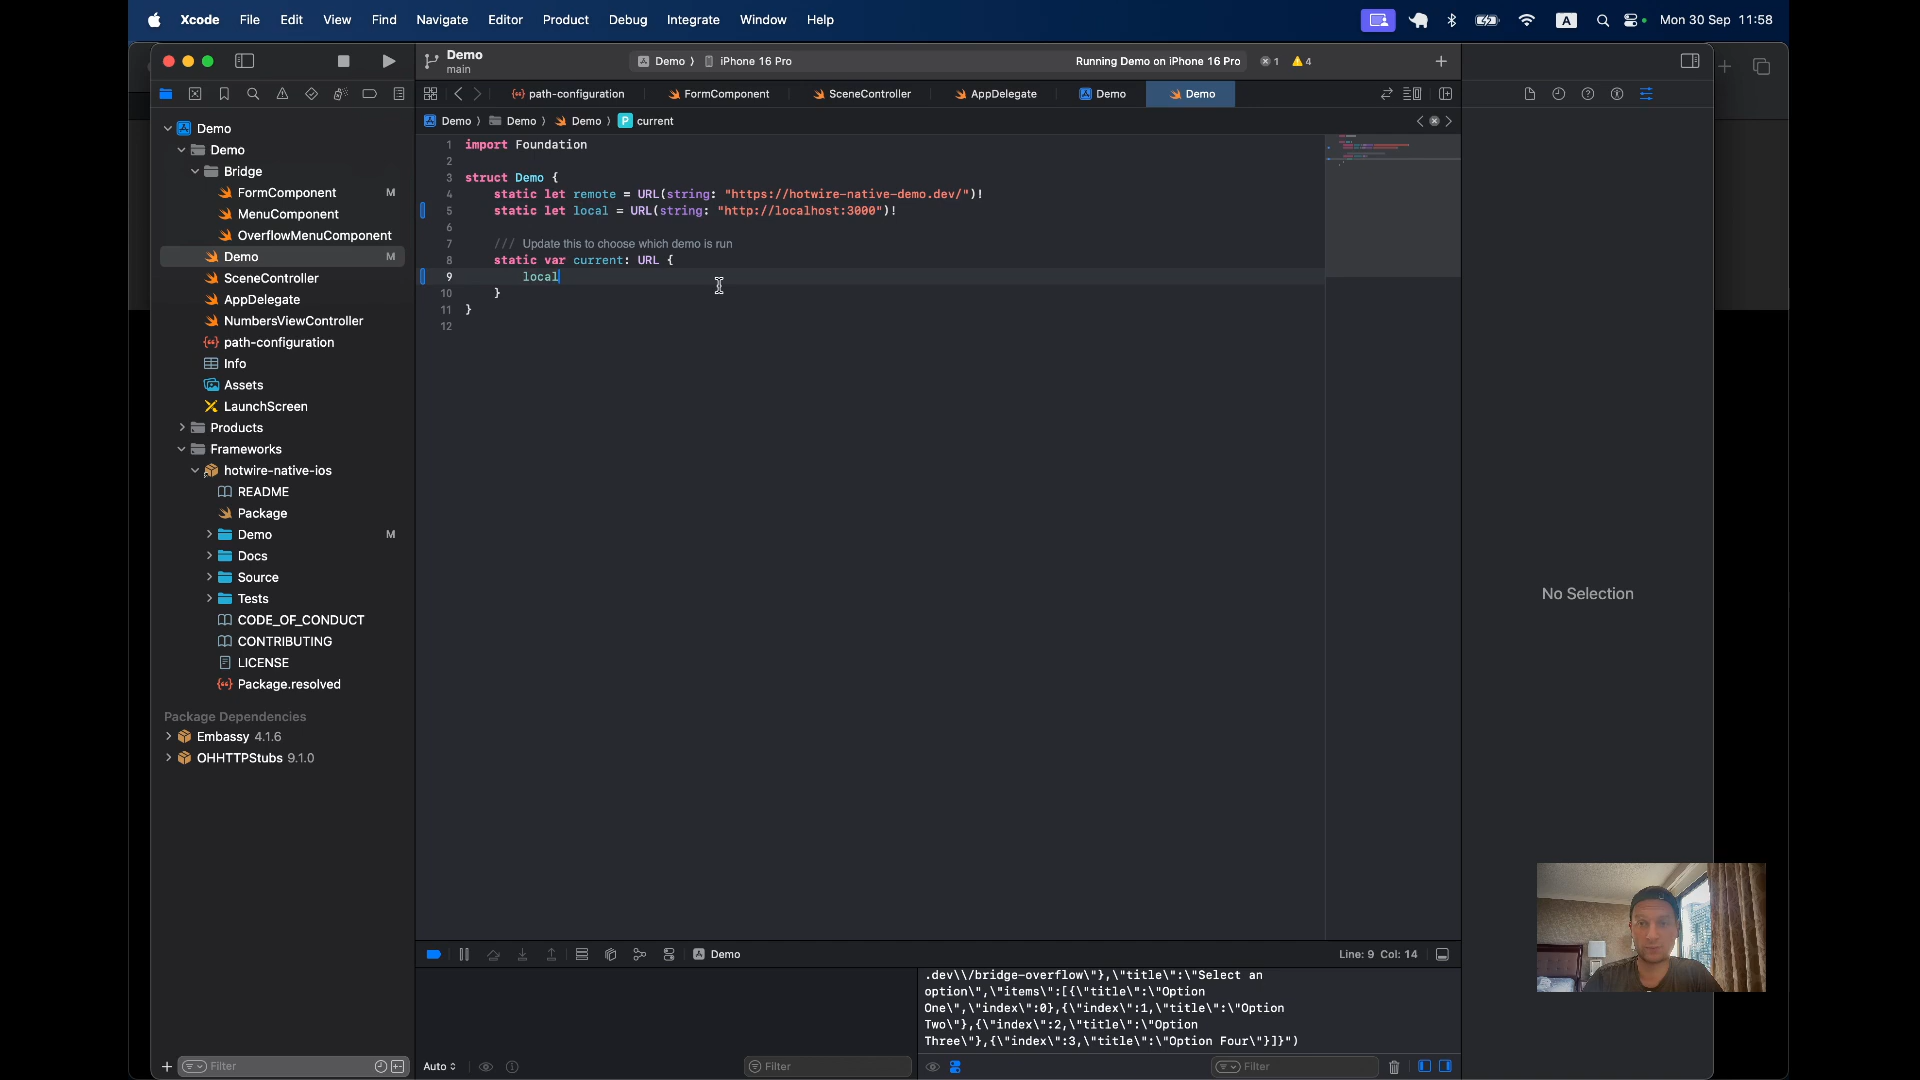 Xcode File Edit View Find Navigate Editor Product Debug Integrate Window Help
A Mon 30 Sep 11:58
Demo
main
Demo 〉 iPhone 16 Pro
Running Demo on iPhone 16 Pro 1 4
path-configuration FormComponent SceneController AppDelegate Demo Demo
Demo 〉 Demo 〉 Demo 〉 P current
Demo
Demo
Bridge
FormComponent M
MenuComponent
OverflowMenuComponent
Demo M
SceneController
AppDelegate
NumbersViewController
path-configuration
Info
Assets
LaunchScreen
Products
Frameworks
hotwire-native-ios
README
Package
Demo M
Docs
Source
Tests
CODE_OF_CONDUCT
CONTRIBUTING
LICENSE
Package.resolved
Package Dependencies
Embassy 4.1.6
OHHTTPStubs 9.1.0
Filter
1 import Foundation
2
3 struct Demo {
4 static let remote = URL(string: "https://hotwire-native-demo.dev/")!
5 static let local = URL(string: "http://localhost:3000")!
6
7 /// Update this to choose which demo is run
8 static var current: URL {
9 local
10 }
11 }
12
No Selection
Demo
Line: 9 Col: 14
.dev\\/bridge-overflow\"},\"title\":\"Select an
option\",\"items\":[{\"title\":\"Option
One\",\"index\":0},{\"index\":1,\"title\":\"Option
Two\"},{\"index\":2,\"title\":\"Option
Three\"},{\"index\":3,\"title\":\"Option Four\"}]}")
Auto
Filter
Filter